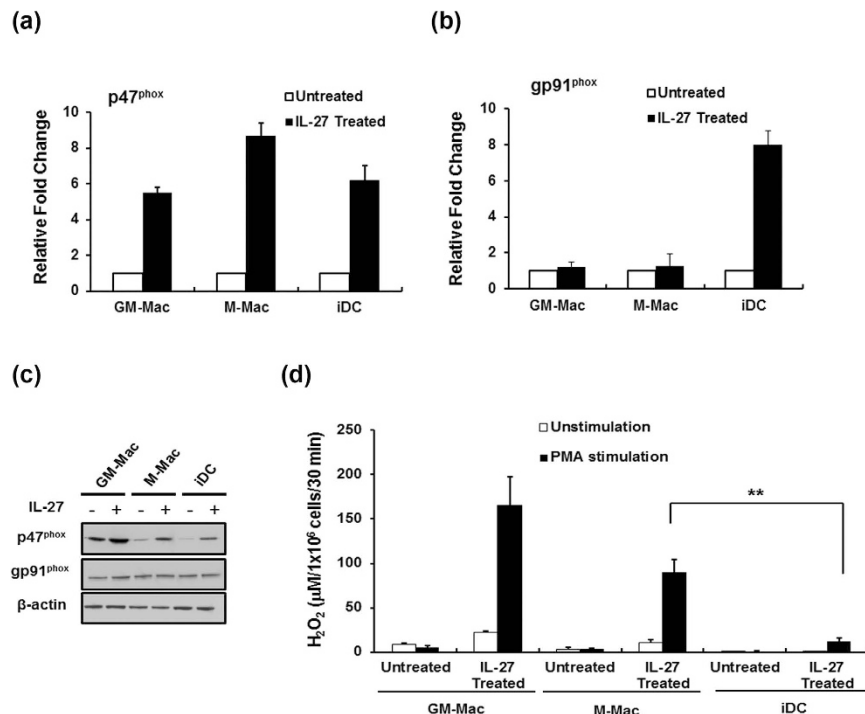 (a)
p47phox
Untreated
IL-27 Treated
Relative Fold Change
10
8
6
4
2
0
GM-Mac M-Mac iDC
(b)
gp91phox
Untreated
IL-27 Treated
Relative Fold Change
10
8
6
4
2
0
GM-Mac M-Mac iDC
(c)
GM-Mac M-Mac iDC
IL-27 - + - + - +
p47phox
gp91phox
β-actin
(d)
Unstimulation
PMA stimulation
H2O2 (μM/1x10⁶ cells/30 min)
250
200
150
100
50
0
**
Untreated IL-27 Treated Untreated IL-27 Treated Untreated IL-27 Treated
GM-Mac M-Mac iDC